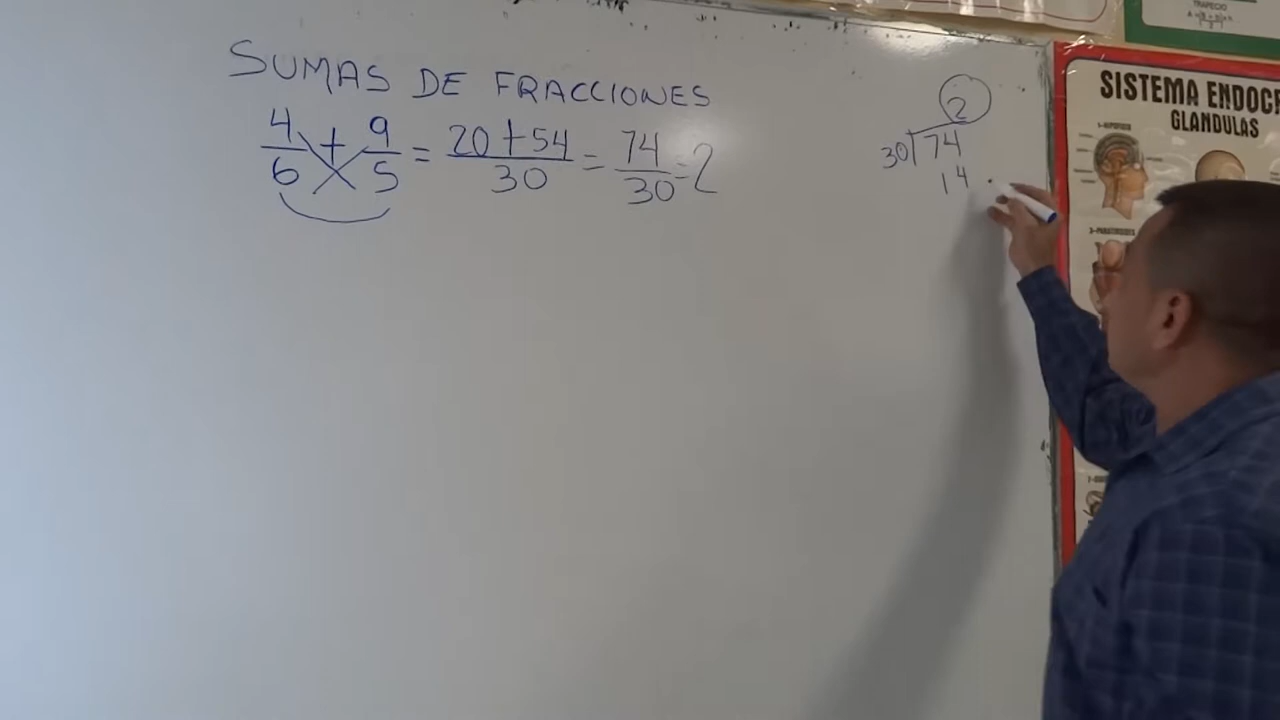 SUMAS DE FRACCIONES
4/6 + 9/5 = 20+54/30 = 74/30 = 2
2
30 74
14
TRAPECIO
SISTEMA ENDOC
GLANDULAS